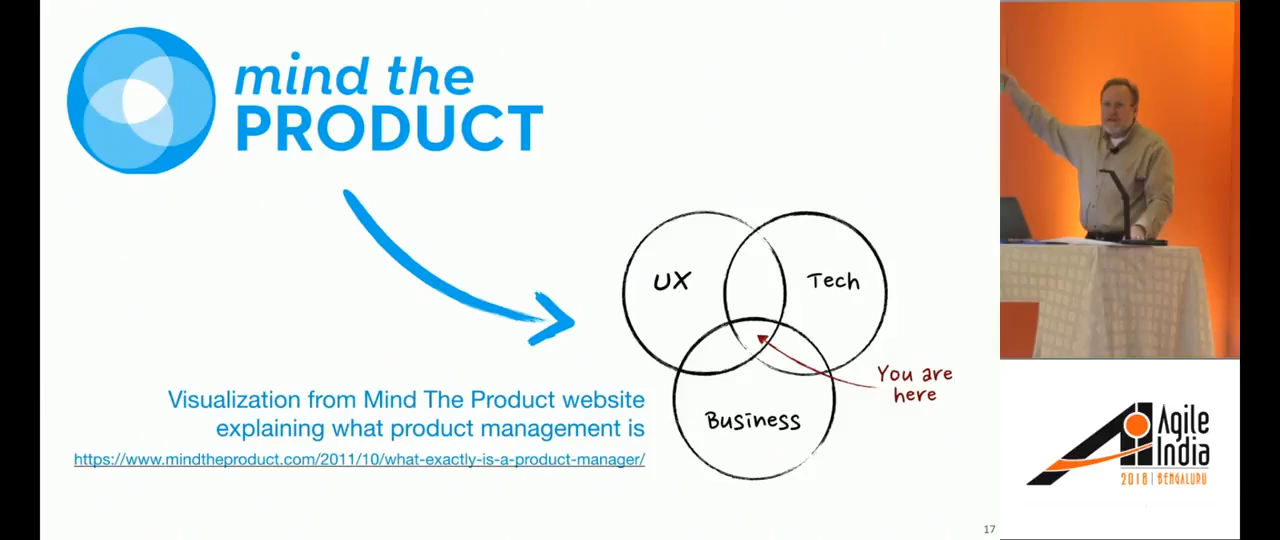 mind the
PRODUCT
UX
Tech
You are
here
Business
Visualization from Mind The Product website
explaining what product management is
https://www.mindtheproduct.com/2011/10/what-exactly-is-a-product-manager/
17
Agile
India
2018 | BENGALURU